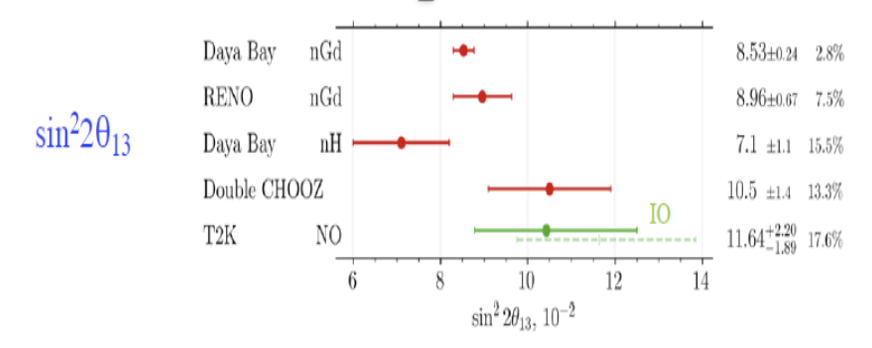 Daya Bay nGd 8.53±0.24 2.8%
RENO nGd 8.96±0.67 7.5%
sin²2θ₁₃
Daya Bay nH 7.1 ±1.1 15.5%
Double CHOOZ 10.5 ±1.4 13.3%
IO
T2K NO 11.64+2.20−1.89 17.6%
6 8 10 12 14
sin² 2θ₁₃, 10⁻²